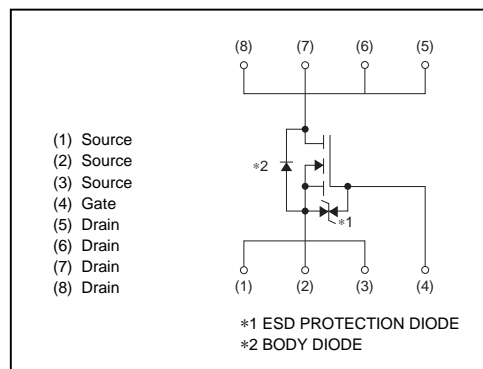 (8) (7) (6) (5)
(1) Source
(2) Source
(3) Source
(4) Gate
(5) Drain
(6) Drain
(7) Drain
(8) Drain
∗2
∗1
(1) (2) (3) (4)
∗1 ESD PROTECTION DIODE
∗2 BODY DIODE